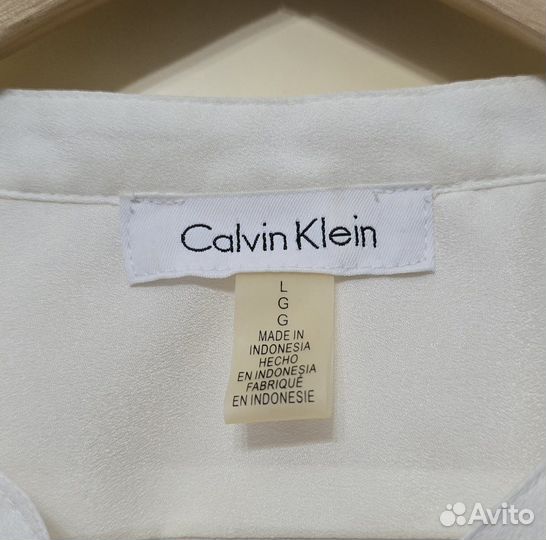 Calvin Klein
L
G
G
MADE IN
INDONESIA
HECHO
EN INDONESIA
FABRIQUÉ
EN INDONESIE
Avito